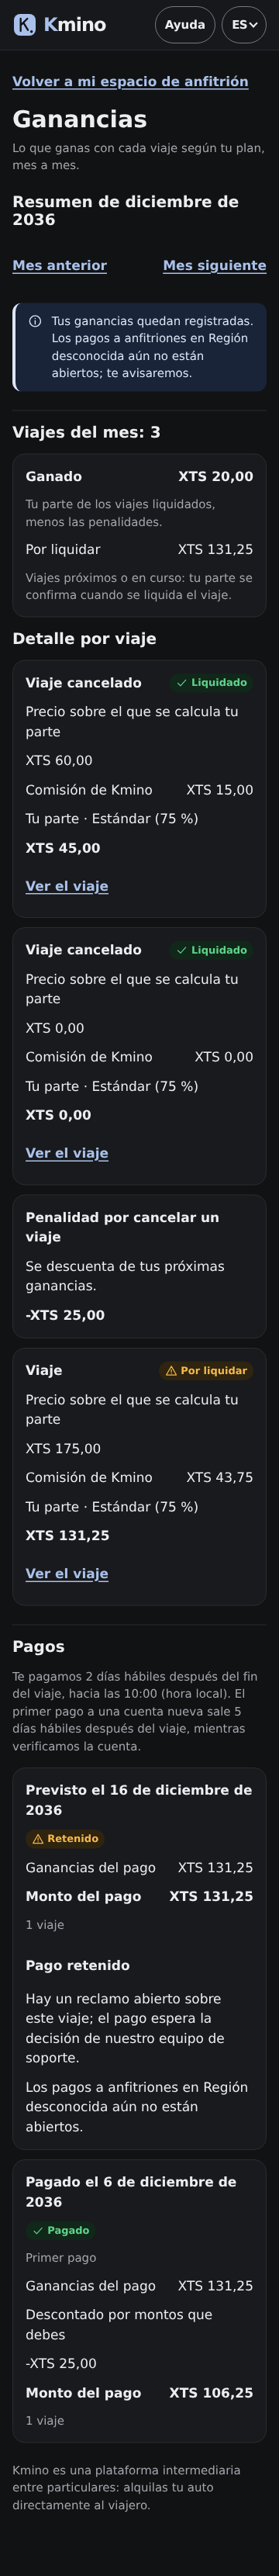 Kmino
Ayuda
ES
Volver a mi espacio de anfitrión
Ganancias
Lo que ganas con cada viaje según tu plan,
mes a mes.
Resumen de diciembre de
2036
Mes anterior
Mes siguiente
Tus ganancias quedan registradas.
Los pagos a anfitriones en Región
desconocida aún no están
abiertos; te avisaremos.
Viajes del mes: 3
Ganado XTS 20,00
Tu parte de los viajes liquidados,
menos las penalidades.
Por liquidar XTS 131,25
Viajes próximos o en curso: tu parte se
confirma cuando se liquida el viaje.
Detalle por viaje
Viaje cancelado Liquidado
Precio sobre el que se calcula tu
parte
XTS 60,00
Comisión de Kmino XTS 15,00
Tu parte · Estándar (75 %)
XTS 45,00
Ver el viaje
Viaje cancelado Liquidado
Precio sobre el que se calcula tu
parte
XTS 0,00
Comisión de Kmino XTS 0,00
Tu parte · Estándar (75 %)
XTS 0,00
Ver el viaje
Penalidad por cancelar un
viaje
Se descuenta de tus próximas
ganancias.
-XTS 25,00
Viaje Por liquidar
Precio sobre el que se calcula tu
parte
XTS 175,00
Comisión de Kmino XTS 43,75
Tu parte · Estándar (75 %)
XTS 131,25
Ver el viaje
Pagos
Te pagamos 2 días hábiles después del fin
del viaje, hacia las 10:00 (hora local). El
primer pago a una cuenta nueva sale 5
días hábiles después del viaje, mientras
verificamos la cuenta.
Previsto el 16 de diciembre de
2036
Retenido
Ganancias del pago XTS 131,25
Monto del pago XTS 131,25
1 viaje
Pago retenido
Hay un reclamo abierto sobre
este viaje; el pago espera la
decisión de nuestro equipo de
soporte.
Los pagos a anfitriones en Región
desconocida aún no están
abiertos.
Pagado el 6 de diciembre de
2036
Pagado
Primer pago
Ganancias del pago XTS 131,25
Descontado por montos que
debes
-XTS 25,00
Monto del pago XTS 106,25
1 viaje
Kmino es una plataforma intermediaria
entre particulares: alquilas tu auto
directamente al viajero.